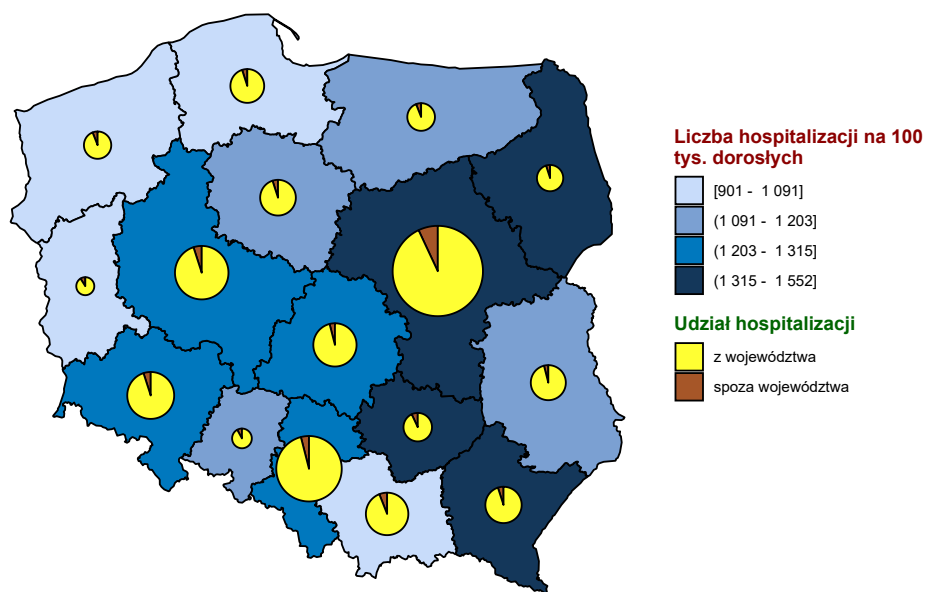 Liczba hospitalizacji na 100
tys. dorosłych
[901 - 1 091]
(1 091 - 1 203]
(1 203 - 1 315]
(1 315 - 1 552]
Udział hospitalizacji
z województwa
spoza województwa